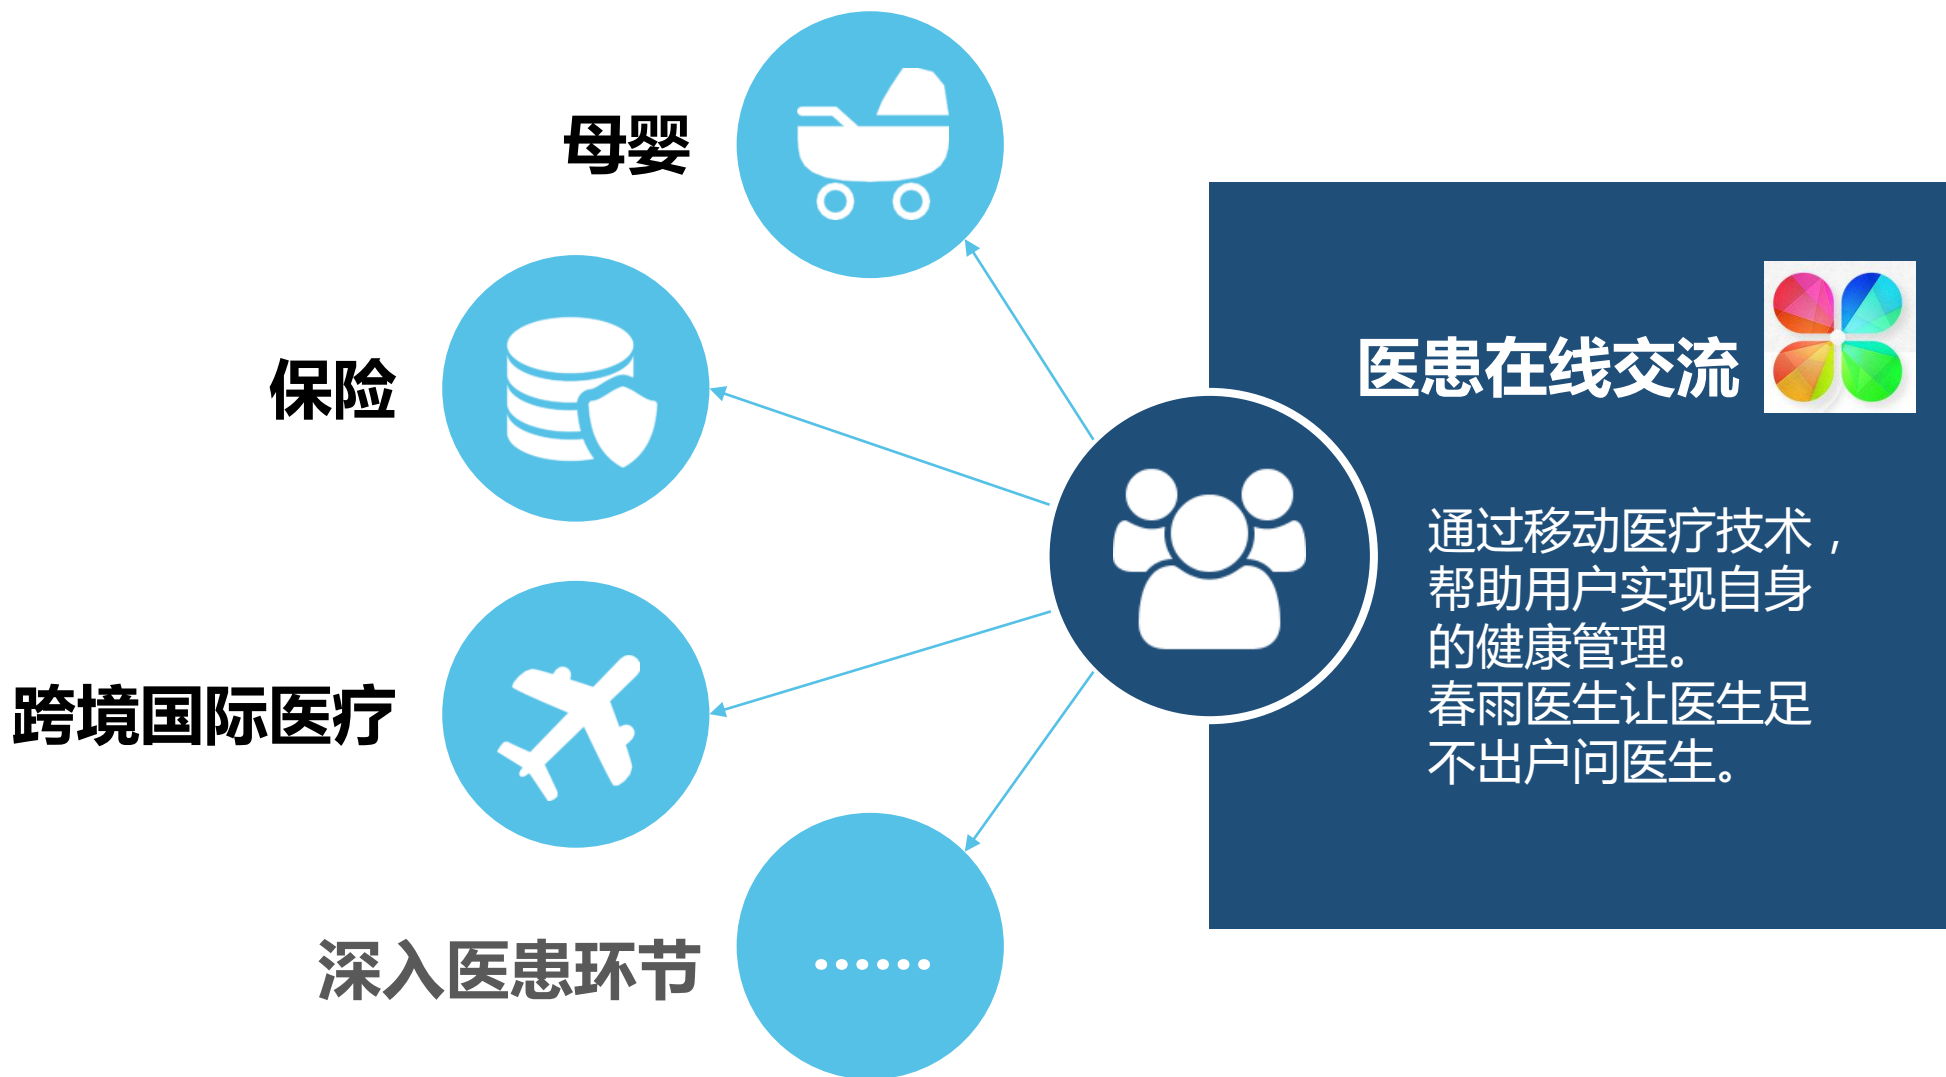 母婴
保险
跨境国际医疗
深入医患环节
......
医患在线交流
通过移动医疗技术，
帮助用户实现自身
的健康管理。
春雨医生让医生足
不出户问医生。